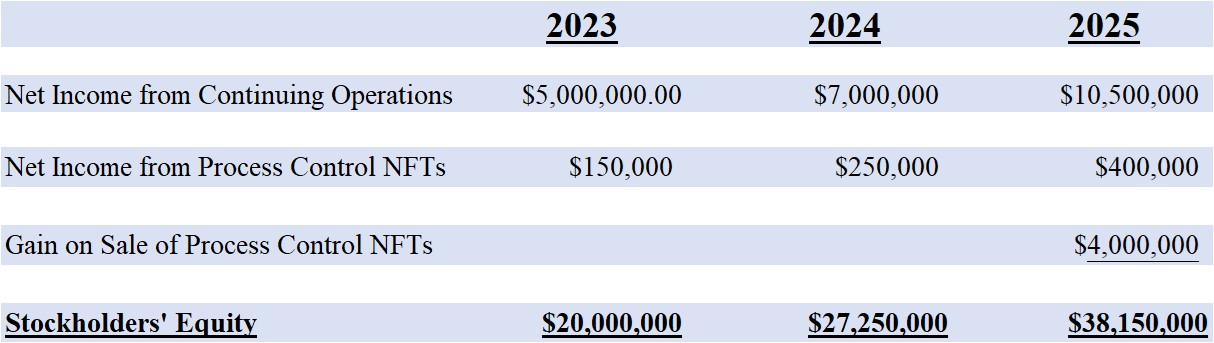 2023 2024 2025
Net Income from Continuing Operations $5,000,000.00 $7,000,000 $10,500,000
Net Income from Process Control NFTs $150,000 $250,000 $400,000
Gain on Sale of Process Control NFTs $4,000,000
Stockholders' Equity $20,000,000 $27,250,000 $38,150,000